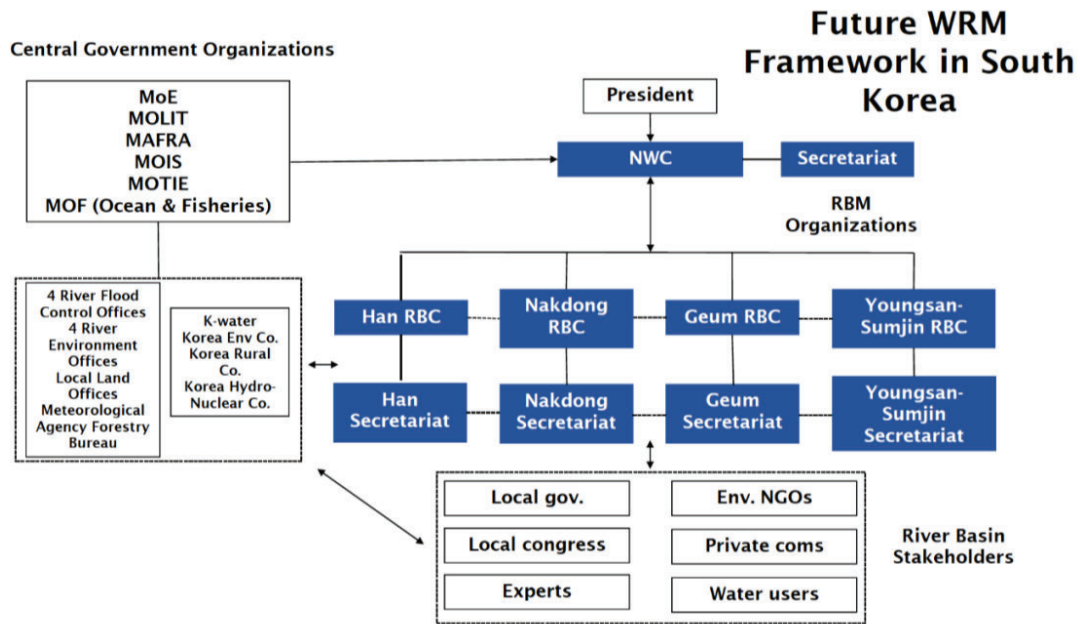 Future WRM
Framework in South
Korea
Central Government Organizations
MoE
MOLIT
MAFRA
MOIS
MOTIE
MOF (Ocean & Fisheries)
President
NWC
Secretariat
RBM
Organizations
4 River Flood
Control Offices
4 River
Environment
Offices
Local Land
Offices
Meteorological
Agency Forestry
Bureau
K-water
Korea Env Co.
Korea Rural
Co.
Korea Hydro-
Nuclear Co.
Han RBC
Nakdong
RBC
Geum RBC
Youngsan-
Sumjin RBC
Han
Secretariat
Nakdong
Secretariat
Geum
Secretariat
Youngsan-
Sumjin
Secretariat
Local gov.
Env. NGOs
Local congress
Private coms
Experts
Water users
River Basin
Stakeholders